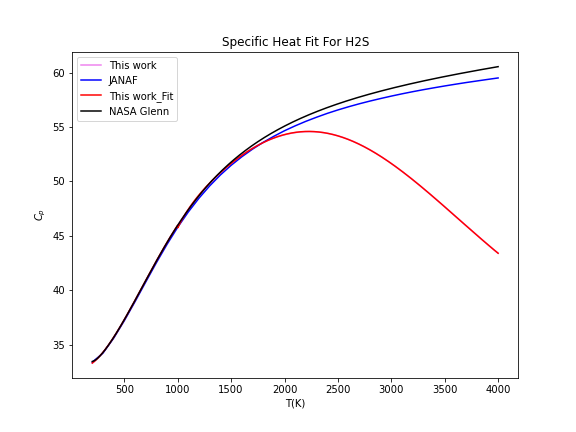 Specific Heat Fit For H2S
This work
JANAF
This work_Fit
NASA Glenn
60
55
50
45
40
35
C_p
500
1000
1500
2000
2500
3000
3500
4000
T(K)